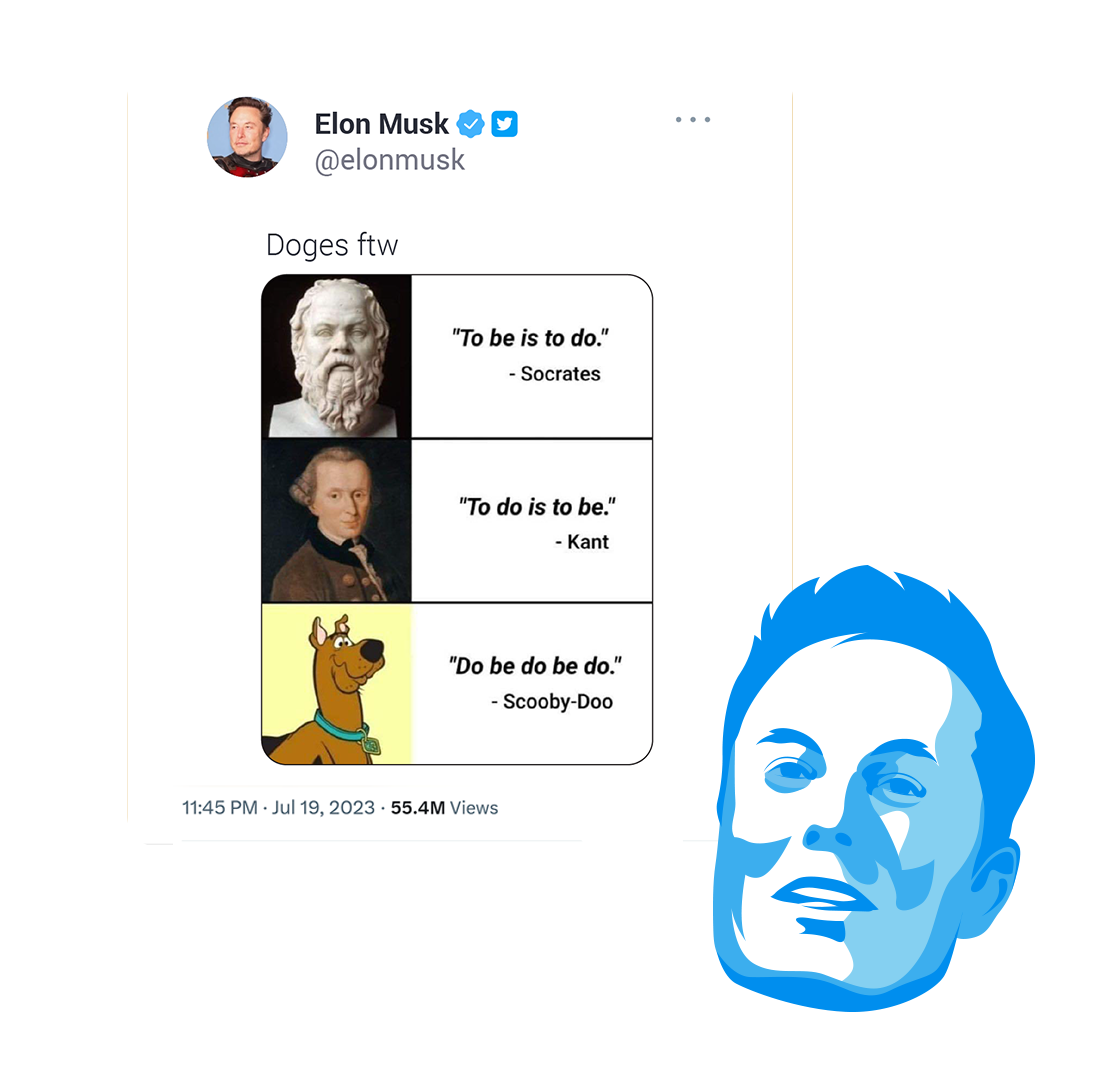 Elon Musk
@elonmusk
Doges ftw
"To be is to do."
- Socrates
"To do is to be."
- Kant
"Do be do be do."
- Scooby-Doo
11:45 PM · Jul 19, 2023 · 55.4M Views